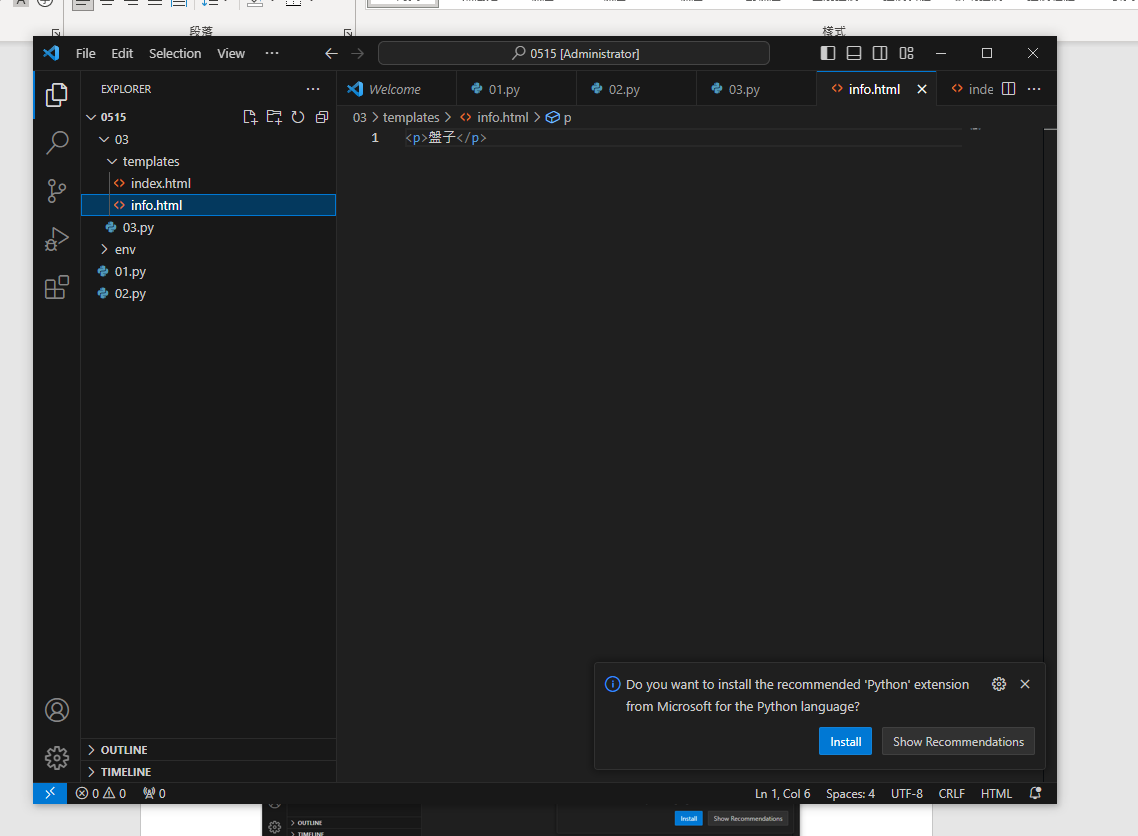 段落
樣式
File Edit Selection View ···
0515 [Administrator]
EXPLORER
Welcome
01.py
02.py
03.py
info.html
inde
0515
03
templates
index.html
info.html
03.py
env
01.py
02.py
03 > templates > info.html > p
1 <p>盤子</p>
Do you want to install the recommended 'Python' extension
from Microsoft for the Python language?
Install
Show Recommendations
OUTLINE
TIMELINE
0 0 0
Ln 1, Col 6 Spaces: 4 UTF-8 CRLF HTML
Install
Show Recommendations
OUTLINE
TIMELINE